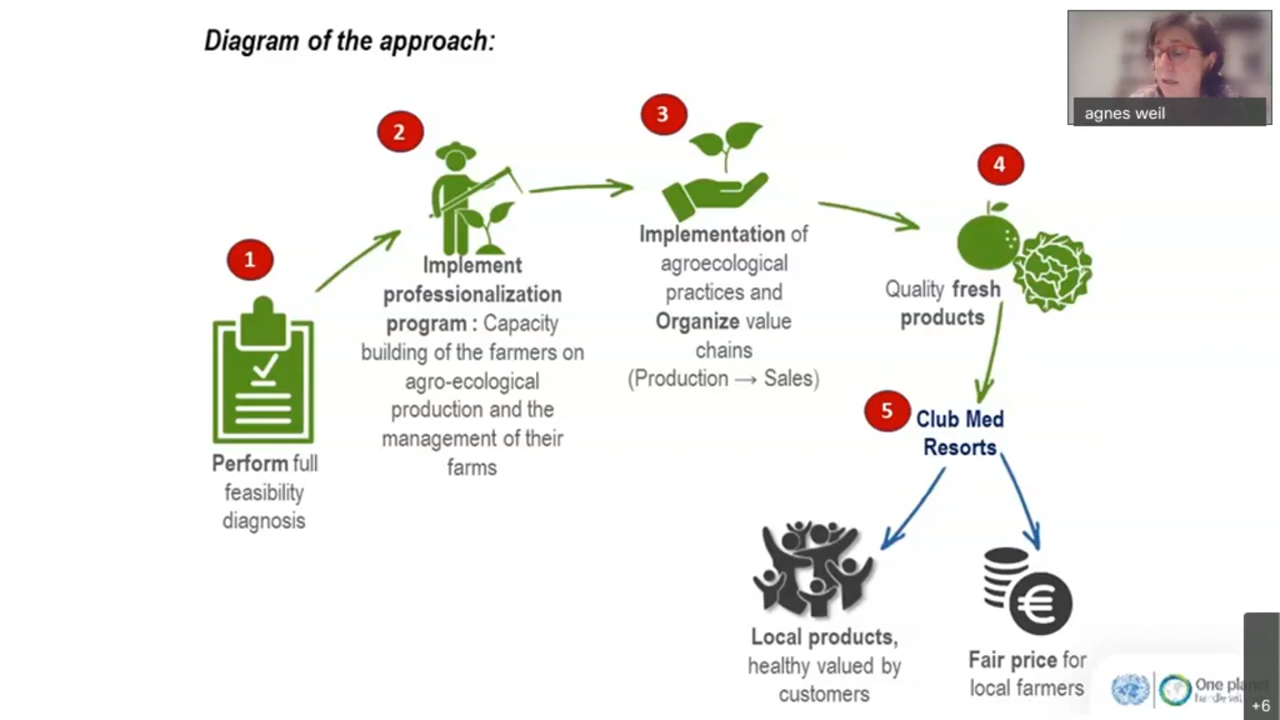 Diagram of the approach:
agnes weil
1
Perform full
feasibility
diagnosis
2
Implement
professionalization
program : Capacity
building of the farmers on
agro-ecological
production and the
management of their
farms
3
Implementation of
agroecological
practices and
Organize value
chains
(Production → Sales)
4
Quality fresh
products
5
Club Med
Resorts
Local products,
healthy valued by
customers
€
Fair price for
local farmers
One planet
+6